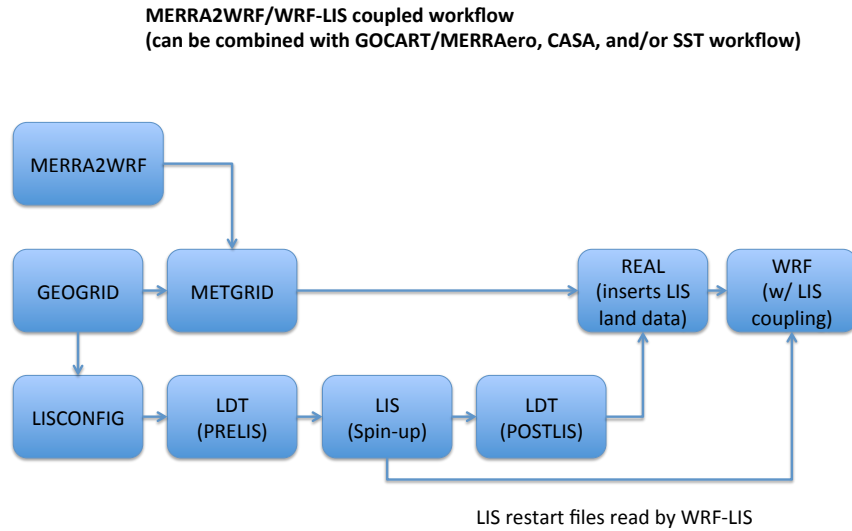 MERRA2WRF/WRF-LIS coupled workflow
(can be combined with GOCART/MERRAero, CASA, and/or SST workflow)
MERRA2WRF
GEOGRID
METGRID
REAL
(inserts LIS
land data)
WRF
(w/ LIS
coupling)
LISCONFIG
LDT
(PRELIS)
LIS
(Spin-up)
LDT
(POSTLIS)
LIS restart files read by WRF-LIS